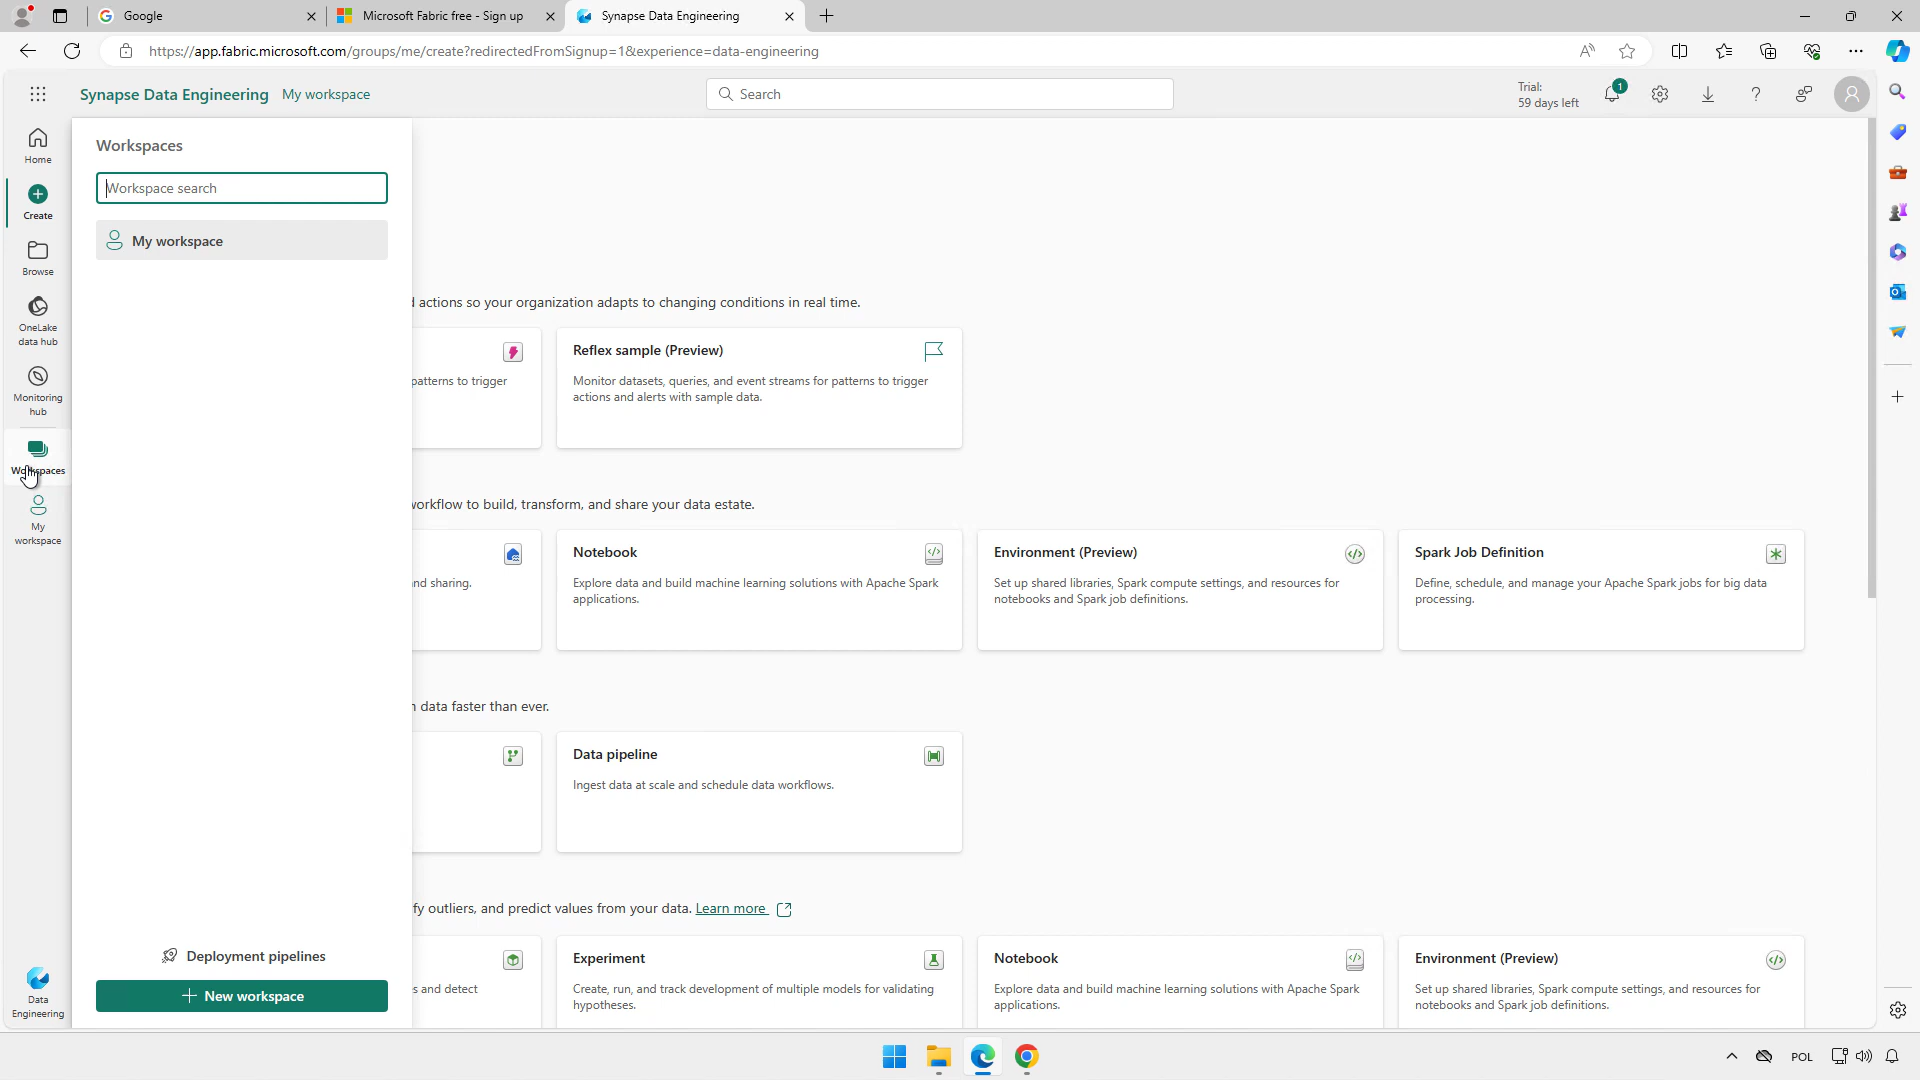 Google
Microsoft Fabric free - Sign up
Synapse Data Engineering
https://app.fabric.microsoft.com/groups/me/create?redirectedFromSignup=1&experience=data-engineering
Synapse Data Engineering
My workspace
Search
Trial:
59 days left
1
Home
Create
Browse
OneLake
data hub
Monitoring
hub
Workspaces
My
workspace
Data
Engineering
Workspaces
Workspace search
My workspace
Deployment pipelines
New workspace
actions so your organization adapts to changing conditions in real time.
patterns to trigger
Reflex sample (Preview)
Monitor datasets, queries, and event streams for patterns to trigger
actions and alerts with sample data.
workflow to build, transform, and share your data estate.
and sharing.
Notebook
Explore data and build machine learning solutions with Apache Spark
applications.
Environment (Preview)
Set up shared libraries, Spark compute settings, and resources for
notebooks and Spark job definitions.
Spark Job Definition
Define, schedule, and manage your Apache Spark jobs for big data
processing.
data faster than ever.
Data pipeline
Ingest data at scale and schedule data workflows.
fy outliers, and predict values from your data. Learn more
s and detect
Experiment
Create, run, and track development of multiple models for validating
hypotheses.
Notebook
Explore data and build machine learning solutions with Apache Spark
applications.
Environment (Preview)
Set up shared libraries, Spark compute settings, and resources for
notebooks and Spark job definitions.
POL